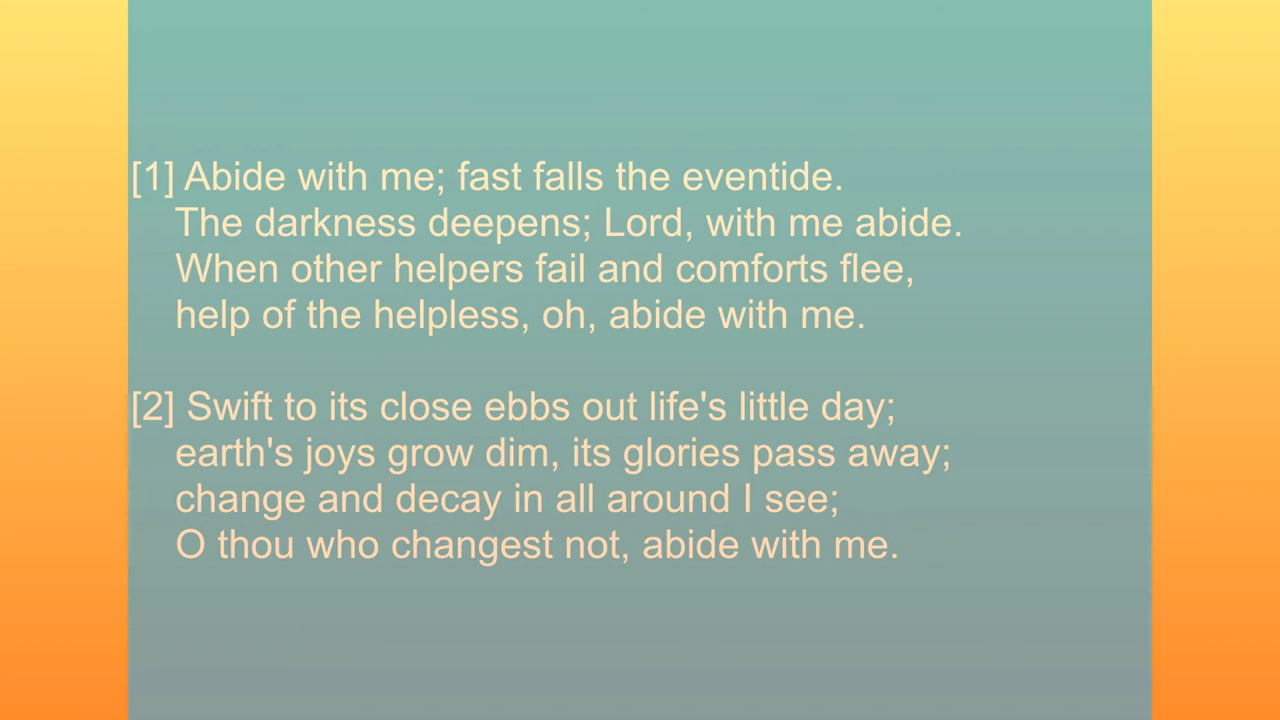 [1] Abide with me; fast falls the eventide.
The darkness deepens; Lord, with me abide.
When other helpers fail and comforts flee,
help of the helpless, oh, abide with me.
[2] Swift to its close ebbs out life's little day;
earth's joys grow dim, its glories pass away;
change and decay in all around I see;
O thou who changest not, abide with me.